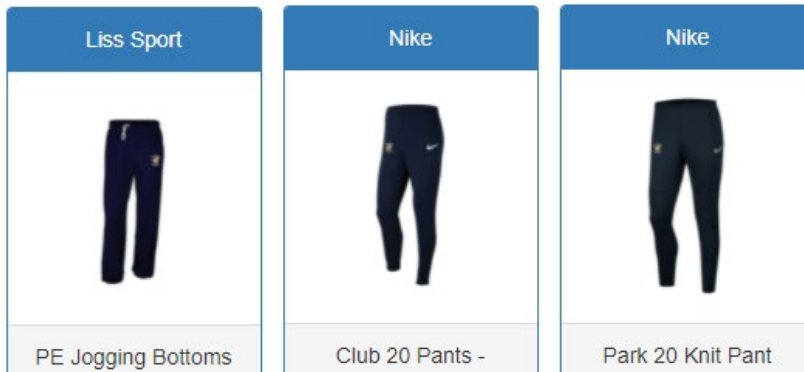 Liss Sport
Nike
Nike
PE Jogging Bottoms
Club 20 Pants -
Park 20 Knit Pant